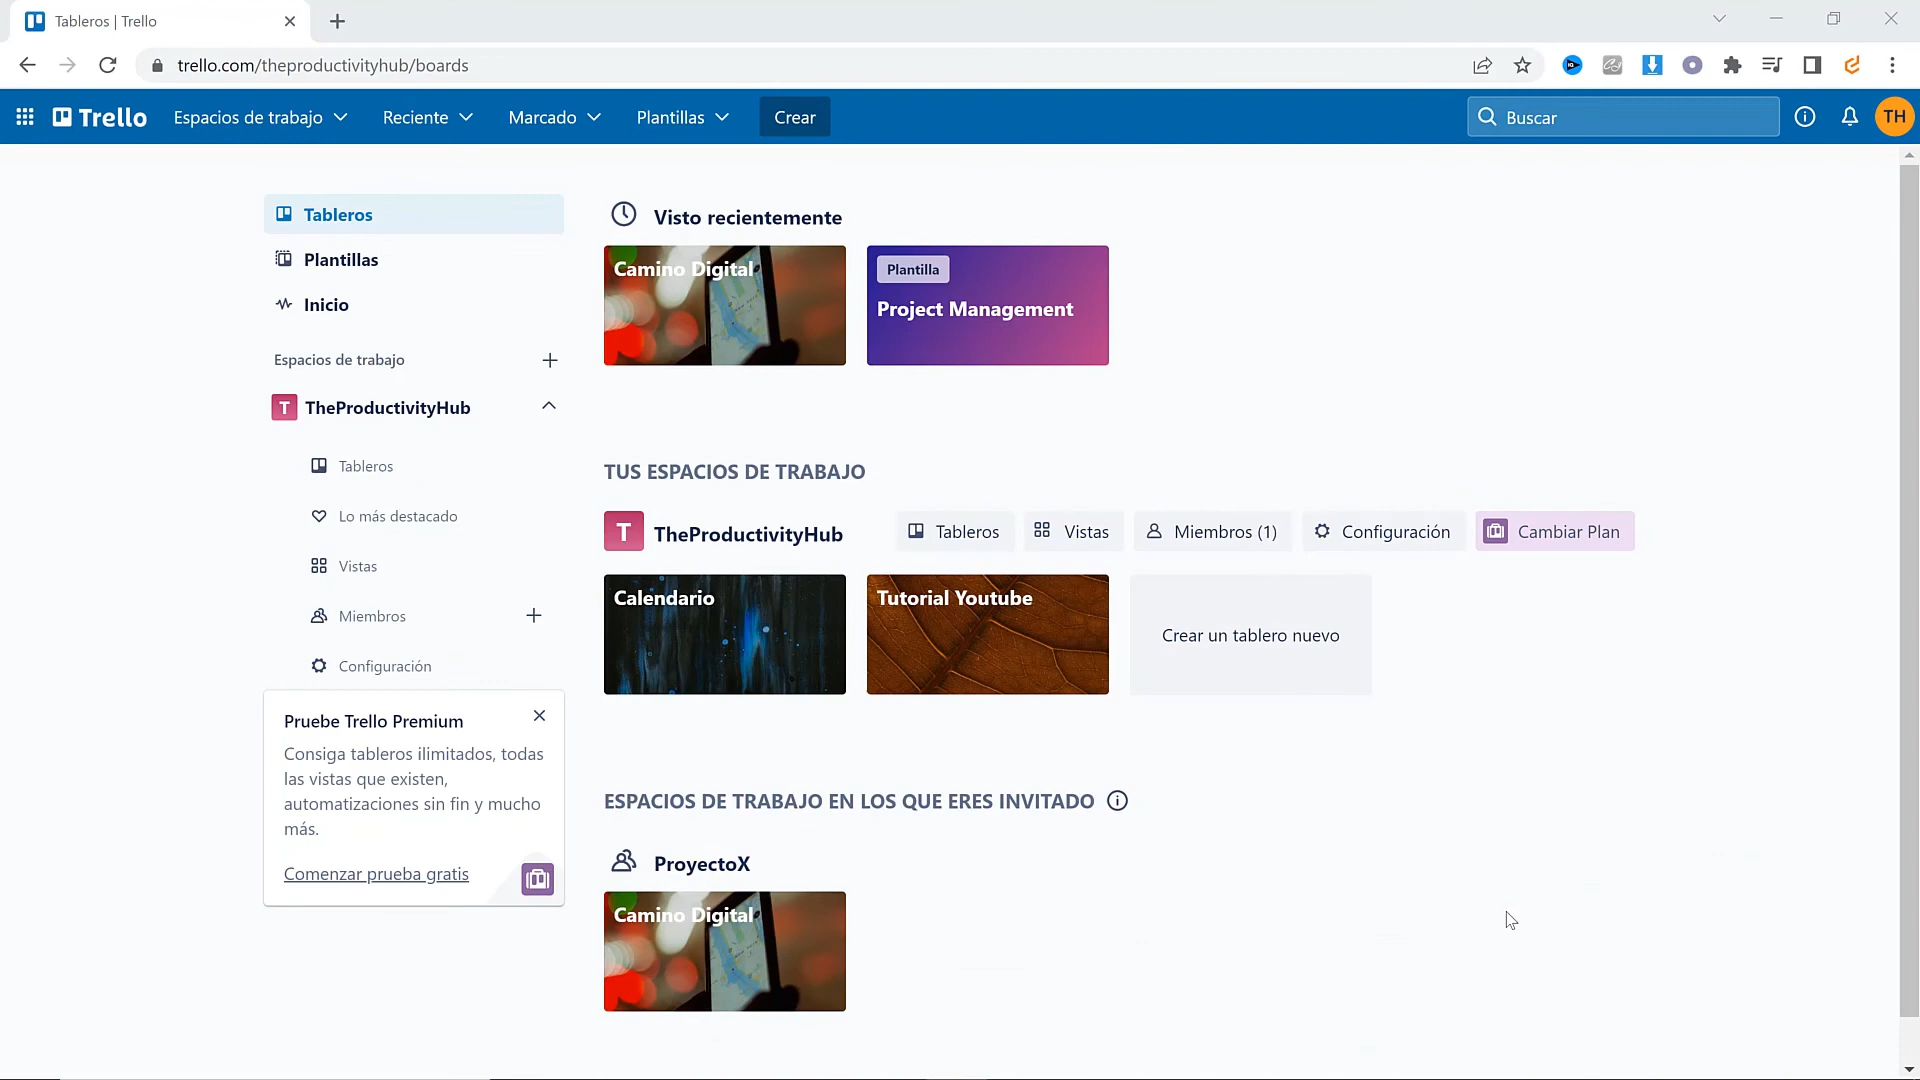 Tableros | Trello
trello.com/theproductivityhub/boards
Trello
Espacios de trabajo
Reciente
Marcado
Plantillas
Crear
Buscar
TH
Tableros
Plantillas
Inicio
Espacios de trabajo
T TheProductivityHub
Tableros
Lo más destacado
Vistas
Miembros
Configuración
Pruebe Trello Premium
Consiga tableros ilimitados, todas
las vistas que existen,
automatizaciones sin fin y mucho
más.
Comenzar prueba gratis
Visto recientemente
Camino Digital
Plantilla
Project Management
TUS ESPACIOS DE TRABAJO
T TheProductivityHub
Tableros
Vistas
Miembros (1)
Configuración
Cambiar Plan
Calendario
Tutorial Youtube
Crear un tablero nuevo
ESPACIOS DE TRABAJO EN LOS QUE ERES INVITADO
ProyectoX
Camino Digital